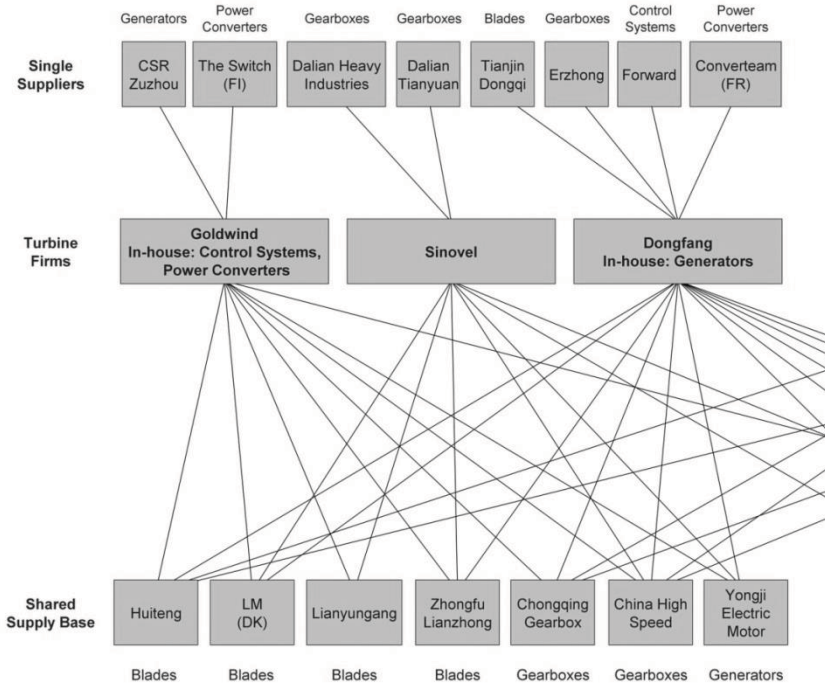 Generators
Power
Converters
Gearboxes
Gearboxes
Blades
Gearboxes
Control
Systems
Power
Converters
Single
Suppliers
CSR
Zuzhou
The Switch
(FI)
Dalian Heavy
Industries
Dalian
Tianyuan
Tianjin
Dongqi
Erzhong
Forward
Converteam
(FR)
Turbine
Firms
Goldwind
In-house: Control Systems,
Power Converters
Sinovel
Dongfang
In-house: Generators
Shared
Supply Base
Huiteng
LM
(DK)
Lianyungang
Zhongfu
Lianzhong
Chongqing
Gearbox
China High
Speed
Yongji
Electric
Motor
Blades
Blades
Blades
Blades
Gearboxes
Gearboxes
Generators